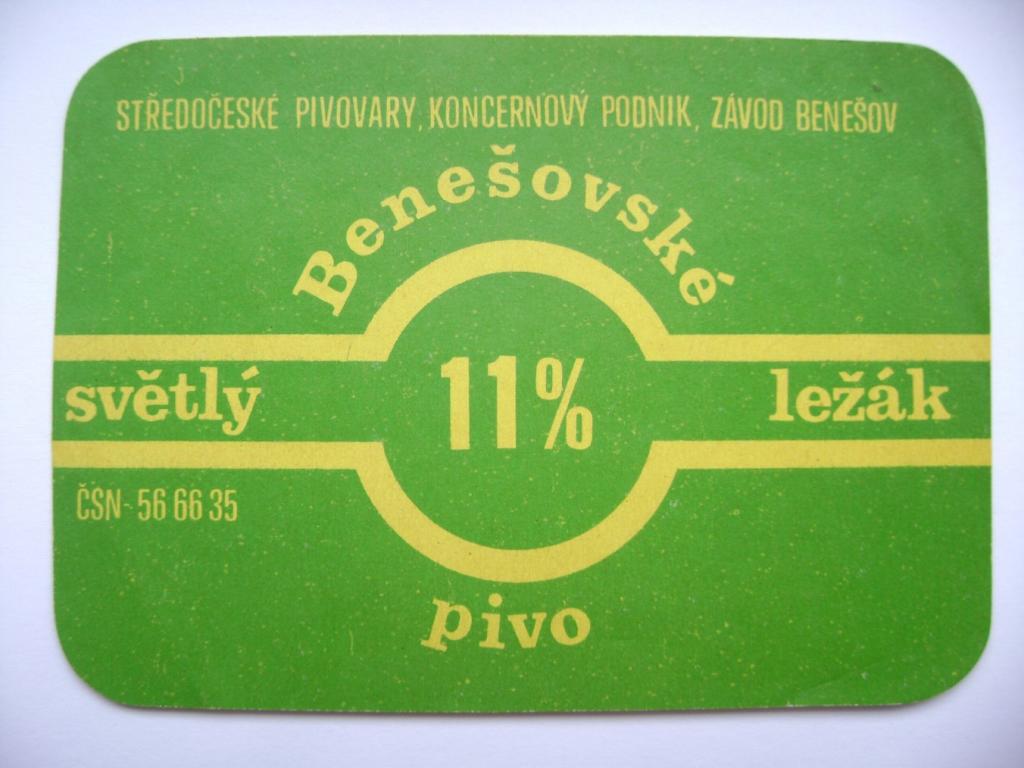 STŘEDOČESKÉ PIVOVARY, KONCERNOVÝ PODNIK, ZÁVOD BENEŠOV
Benešovské
11%
světlý ležák
ČSN- 56 66 35
pivo